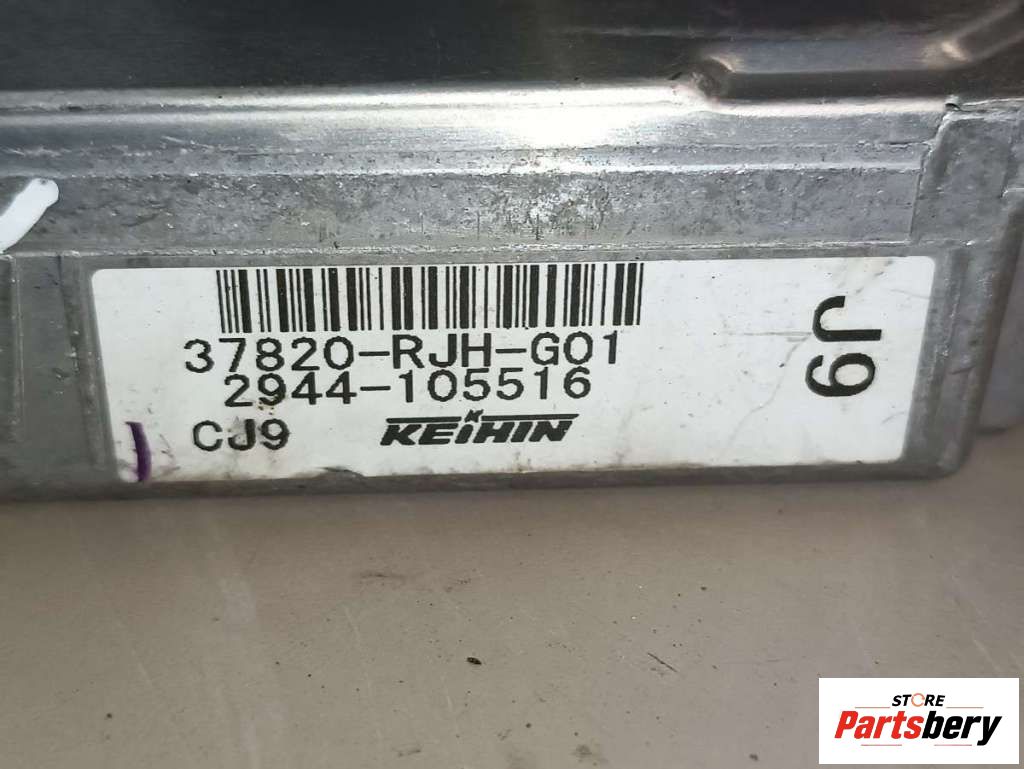 37820-RJH-G01
2944-105516
CJ9 KEIHIN
J9
STORE
Partsbery